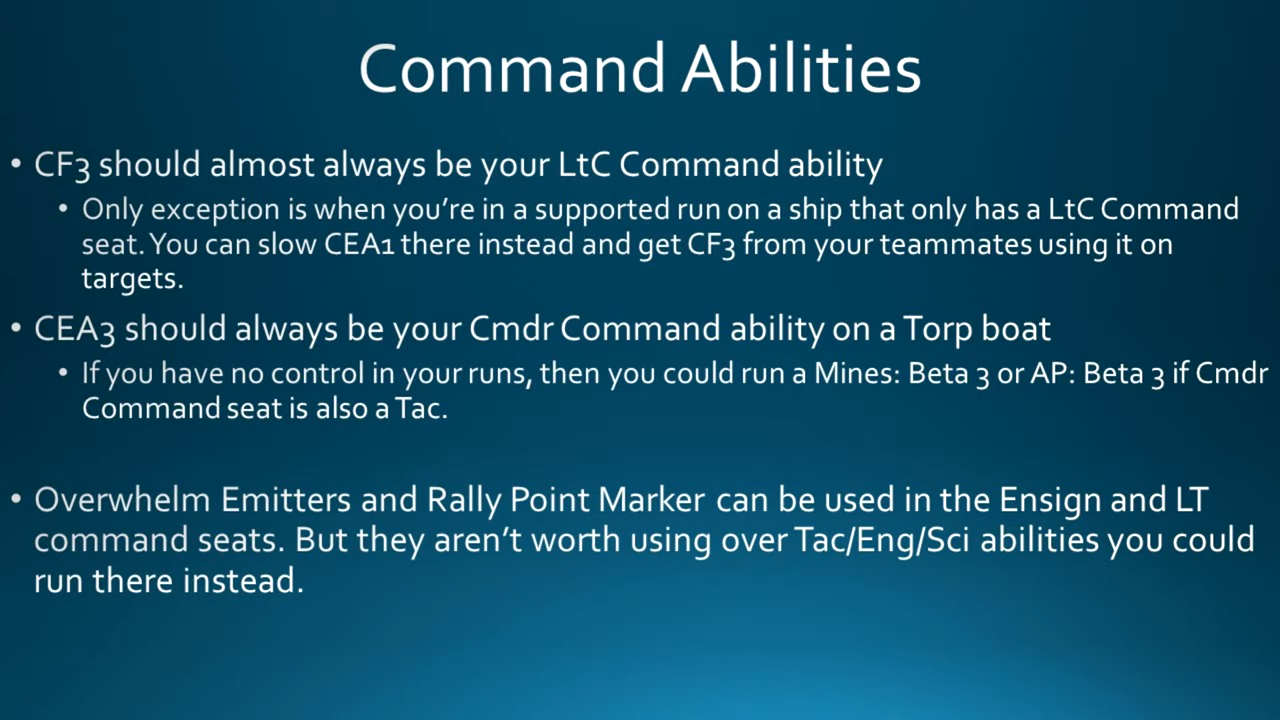 Command Abilities
• CF3 should almost always be your LtC Command ability
• Only exception is when you're in a supported run on a ship that only has a LtC Command
seat. You can slow CEA1 there instead and get CF3 from your teammates using it on
targets.
• CEA3 should always be your Cmdr Command ability on a Torp boat
• If you have no control in your runs, then you could run a Mines: Beta 3 or AP: Beta 3 if Cmdr
Command seat is also a Tac.
• Overwhelm Emitters and Rally Point Marker can be used in the Ensign and LT
command seats. But they aren't worth using over Tac/Eng/Sci abilities you could
run there instead.